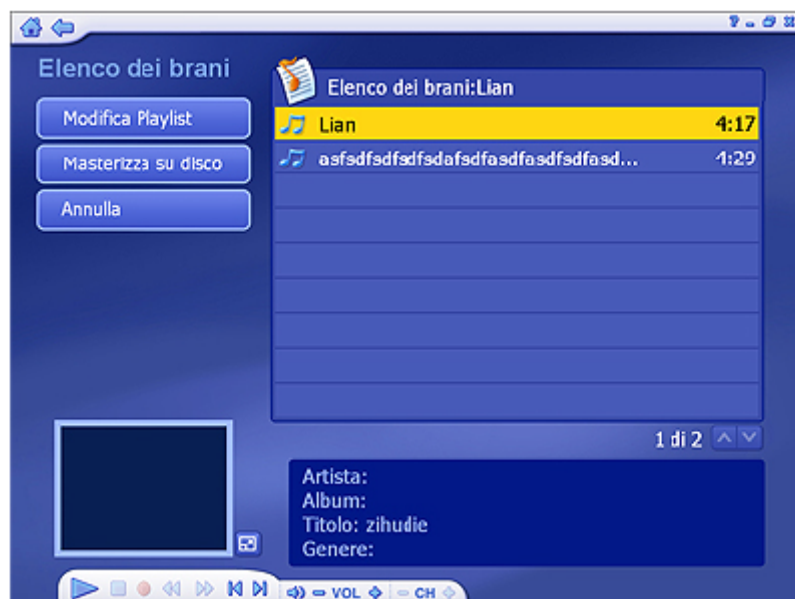 Elenco dei brani
Modifica Playlist
Masterizza su disco
Annulla
Elenco dei brani:Lian
Lian 4:17
asfsdfsdfsdfsdafsdfasdfasdfsdfasd... 4:29
1 di 2
Artista:
Album:
Titolo: zihudie
Genere:
VOL CH